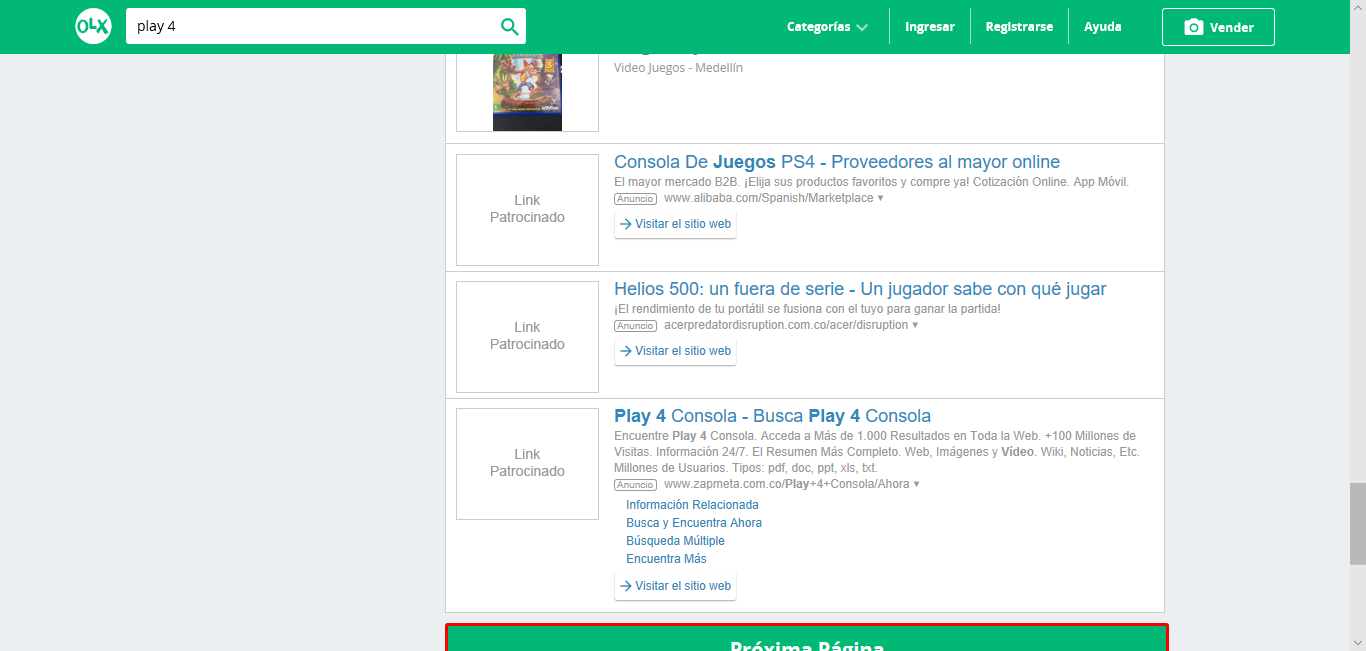 OLX
play 4
Categorías
Ingresar
Registrarse
Ayuda
Vender
Video Juegos - Medellín
Link
Patrocinado
Consola De Juegos PS4 - Proveedores al mayor online
El mayor mercado B2B. ¡Elija sus productos favoritos y compre ya! Cotización Online. App Móvil.
Anuncio www.alibaba.com/Spanish/Marketplace ▼
→ Visitar el sitio web
Link
Patrocinado
Helios 500: un fuera de serie - Un jugador sabe con qué jugar
¡El rendimiento de tu portátil se fusiona con el tuyo para ganar la partida!
Anuncio acerpredatordisruption.com.co/acer/disruption ▼
→ Visitar el sitio web
Link
Patrocinado
Play 4 Consola - Busca Play 4 Consola
Encuentre Play 4 Consola. Acceda a Más de 1.000 Resultados en Toda la Web. +100 Millones de
Visitas. Información 24/7. El Resumen Más Completo. Web, Imágenes y Vídeo. Wiki, Noticias, Etc.
Millones de Usuarios. Tipos: pdf, doc, ppt, xls, txt.
Anuncio www.zapmeta.com.co/Play+4+Consola/Ahora ▼
Información Relacionada
Busca y Encuentra Ahora
Búsqueda Múltiple
Encuentra Más
→ Visitar el sitio web
Próxima Página